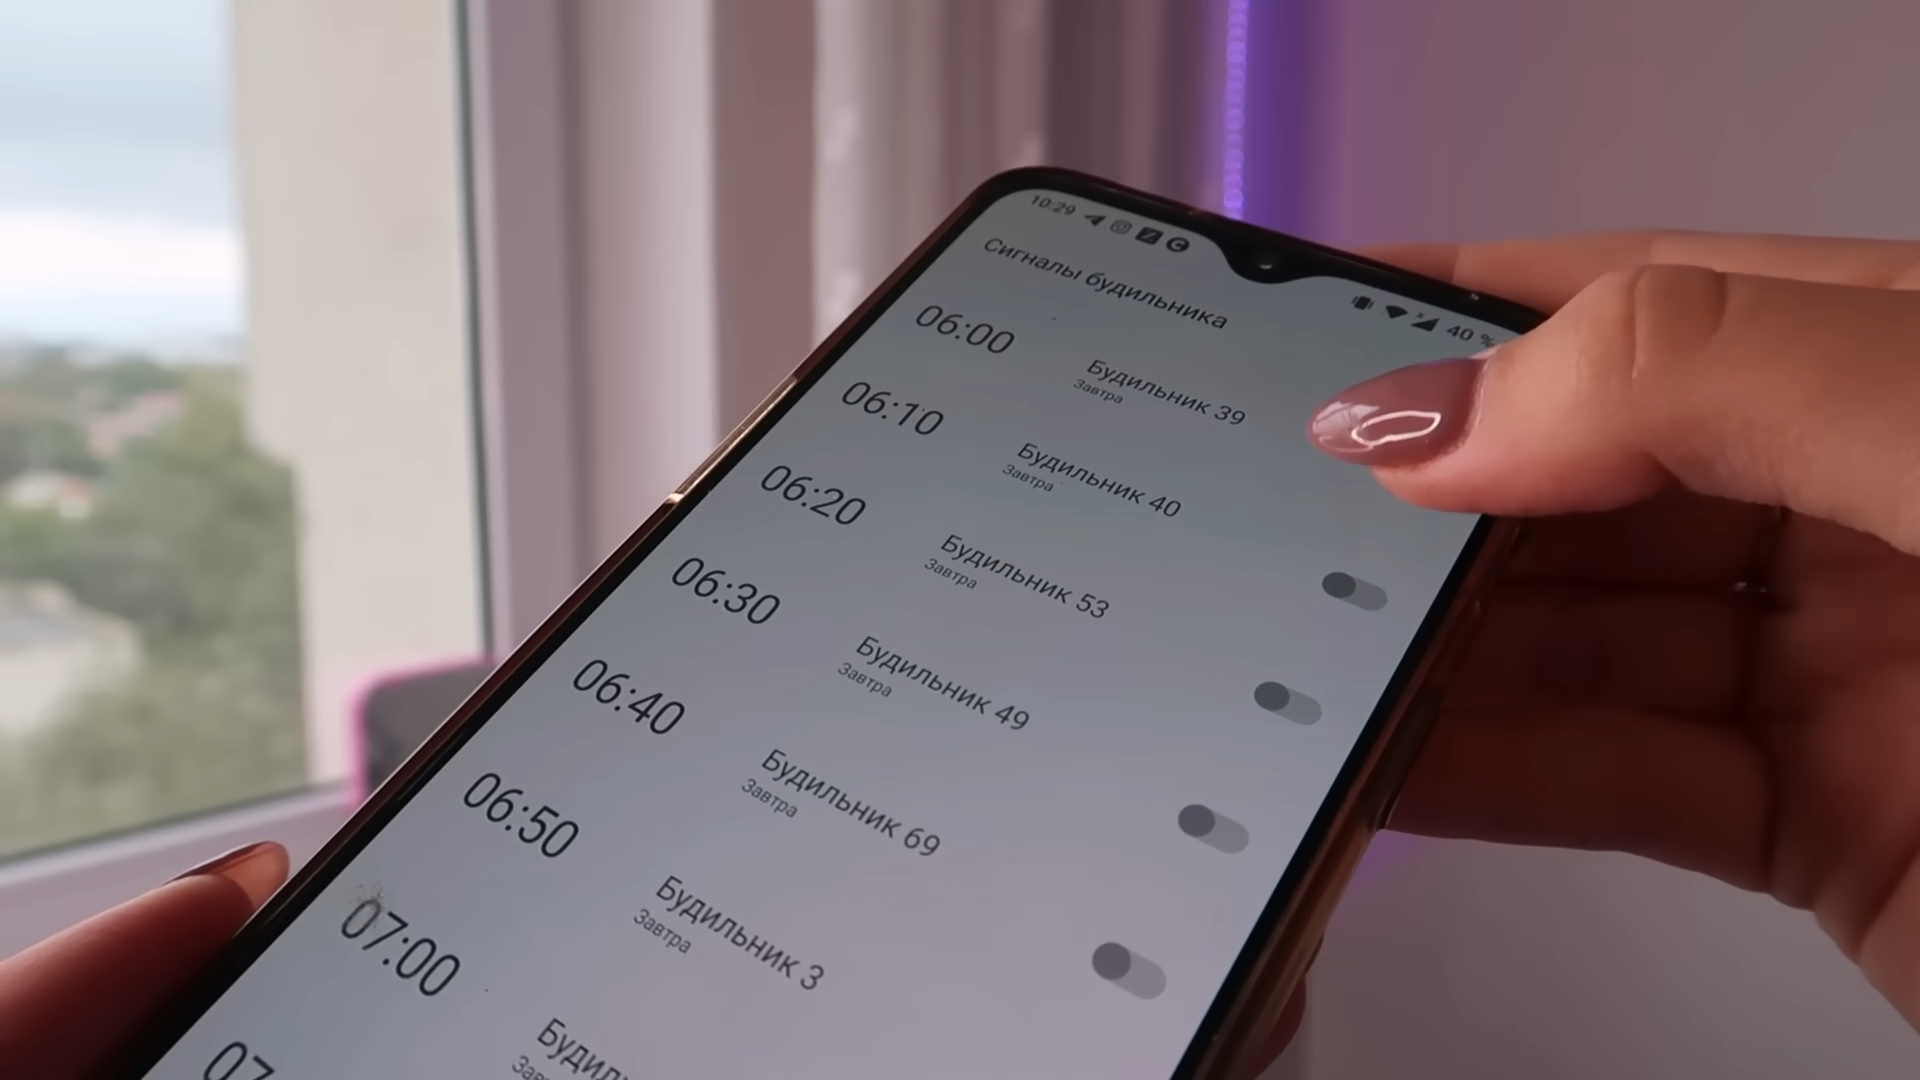 10:29
40 %
Сигналы будильника
06:00
Будильник 39
Завтра
06:10
Будильник 40
Завтра
06:20
Будильник 53
Завтра
06:30
Будильник 49
Завтра
06:40
Будильник 69
Завтра
06:50
Будильник 3
Завтра
07:00